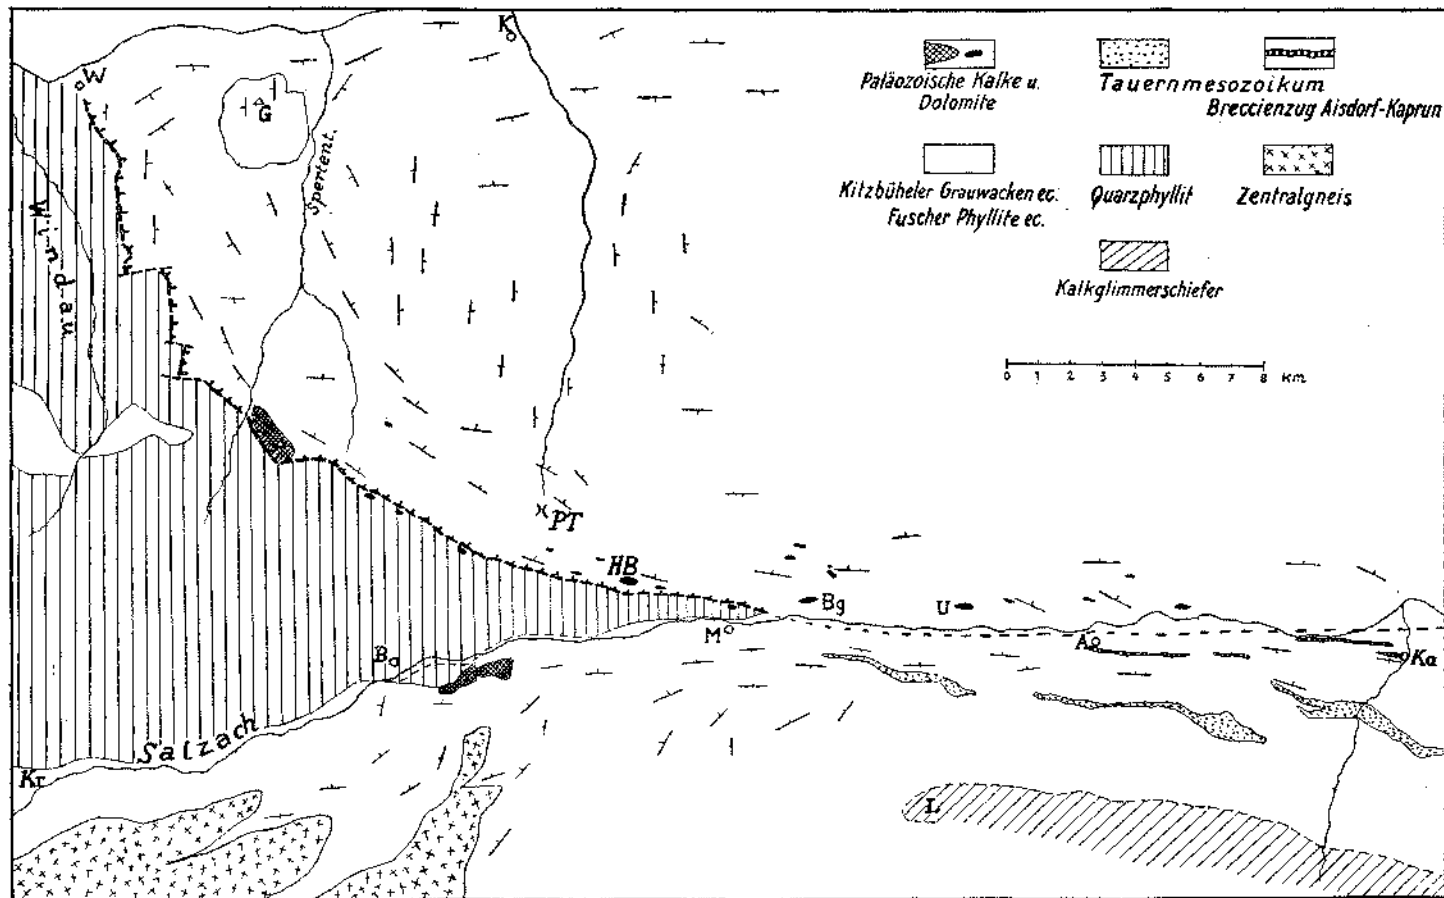 K
W
G
Spertent.
Windau
Paläozoische Kalke u.
Dolomite
Tauernmesozoikum
Breccienzug Aisdorf-Kaprun
Kitzbüheler Grauwacken ec.
Fuscher Phyllite ec.
Quarzphyllit
Zentralgneis
Kalkglimmerschiefer
0 1 2 3 4 5 6 7 8 km
PT
HB
Bg
U
M
A
Ka
B
Salzach
Kr
L